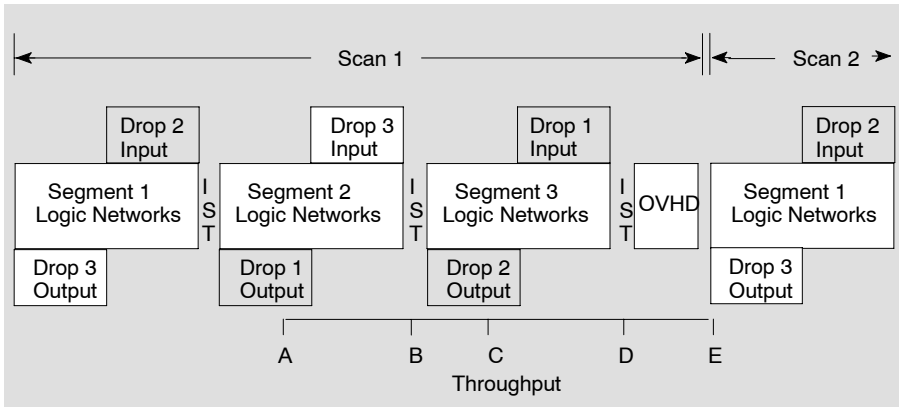 Scan 1
Scan 2
Drop 2
Input
Drop 3
Input
Drop 1
Input
Drop 2
Input
Segment 1
Logic Networks
I
S
T
Segment 2
Logic Networks
I
S
T
Segment 3
Logic Networks
I
S
T
OVHD
Segment 1
Logic Networks
Drop 3
Output
Drop 1
Output
Drop 2
Output
Drop 3
Output
A
B
C
D
E
Throughput